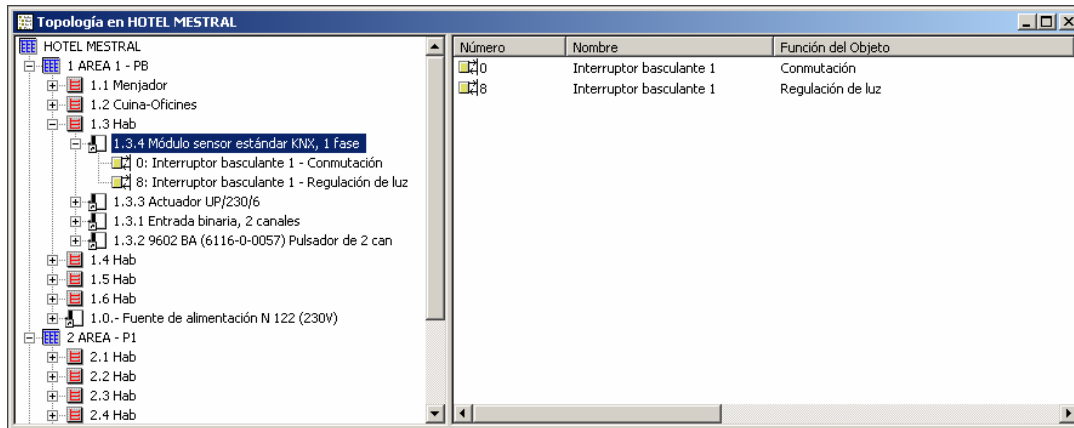 Topología en HOTEL MESTRAL
HOTEL MESTRAL
1 AREA 1 - PB
1.1 Menjador
1.2 Cuina-Oficines
1.3 Hab
1.3.4 Módulo sensor estándar KNX, 1 fase
0: Interruptor basculante 1 - Conmutación
8: Interruptor basculante 1 - Regulación de luz
1.3.3 Actuador UP/230/6
1.3.1 Entrada binaria, 2 canales
1.3.2 9602 BA (6116-0-0057) Pulsador de 2 can
1.4 Hab
1.5 Hab
1.6 Hab
1.0.- Fuente de alimentación N 122 (230V)
2 AREA - P1
2.1 Hab
2.2 Hab
2.3 Hab
2.4 Hab
Número Nombre Función del Objeto
0 Interruptor basculante 1 Conmutación
8 Interruptor basculante 1 Regulación de luz